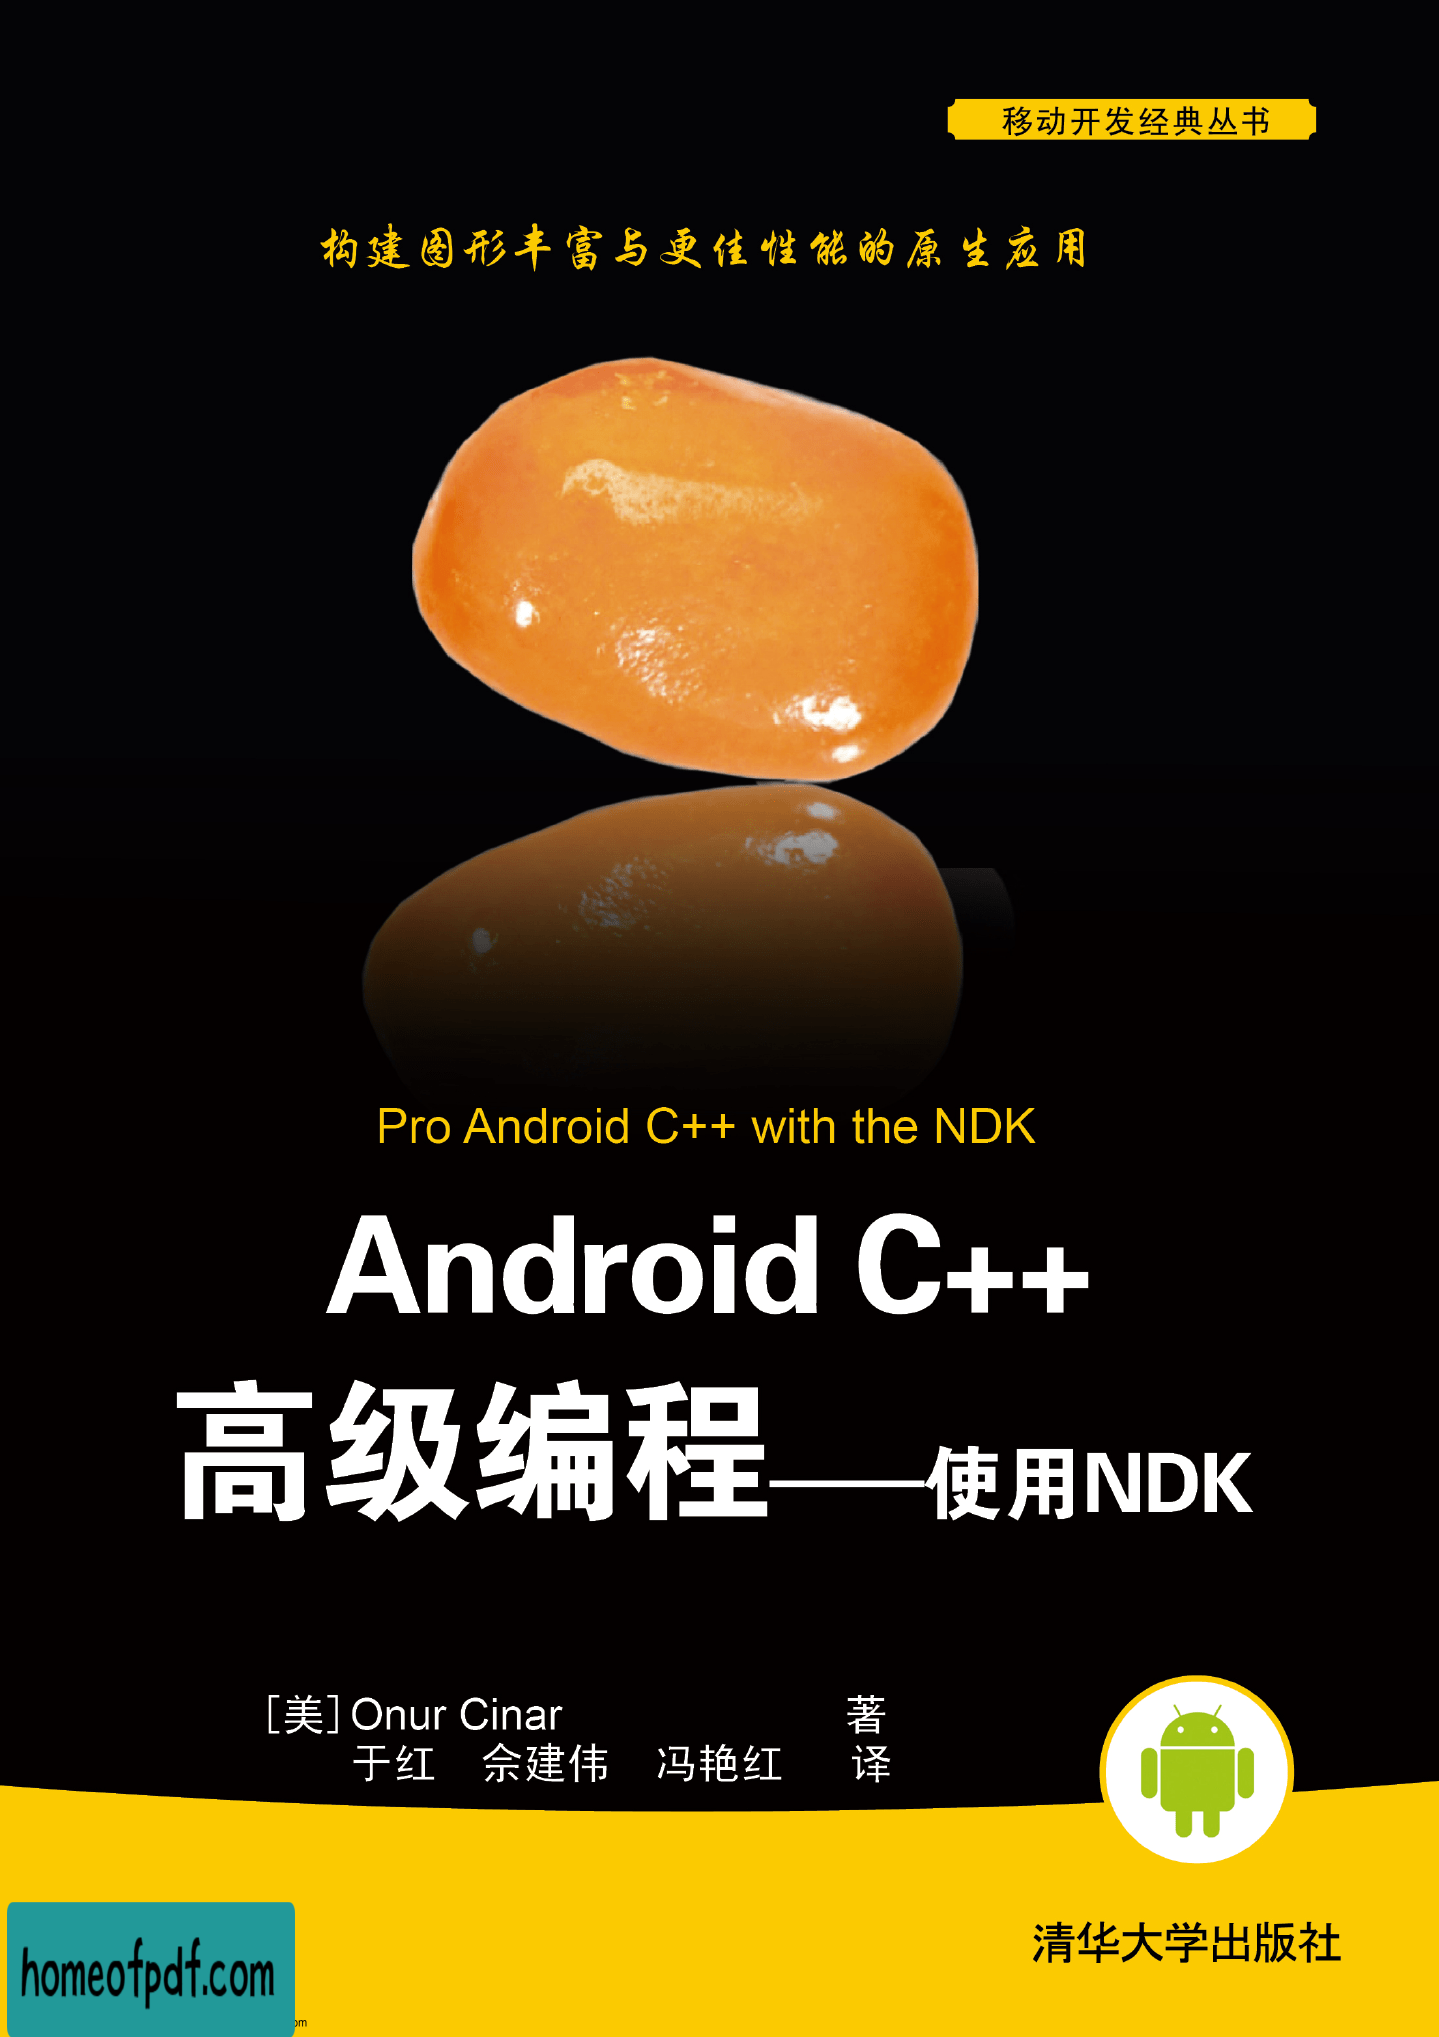 移动开发经典丛书
构建图形丰富与更佳性能的原生应用
Pro Android C++ with the NDK
Android C++
高级编程——使用NDK
[美] Onur Cinar 著
于红 佘建伟 冯艳红 译
清华大学出版社
homeofpdf.com
om